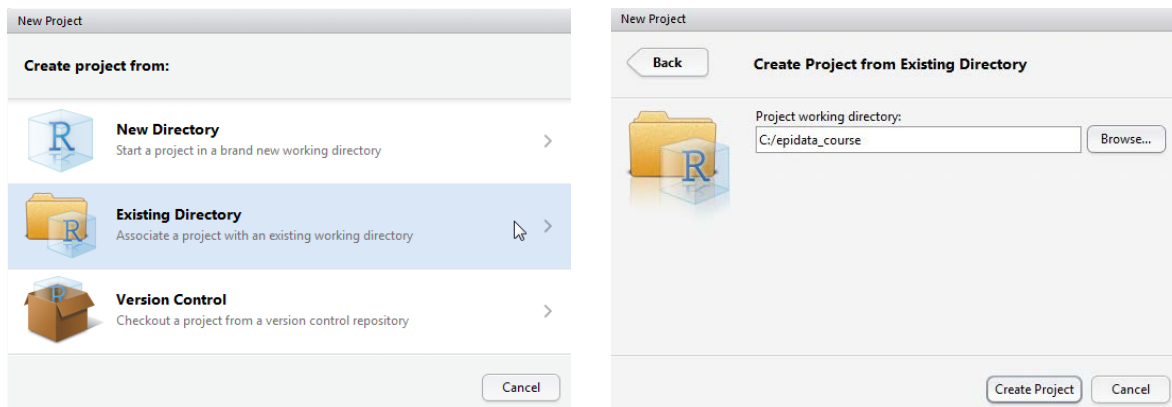 New Project
Create project from:
R
New Directory
Start a project in a brand new working directory
R
Existing Directory
Associate a project with an existing working directory
R
Version Control
Checkout a project from a version control repository
Cancel
New Project
Back
Create Project from Existing Directory
R
Project working directory:
C:/epidata_course
Browse...
Create Project
Cancel